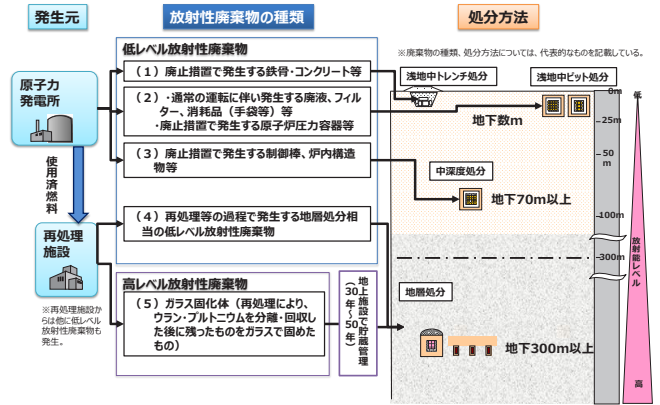 発生元
放射性廃棄物の種類
処分方法
低レベル放射性廃棄物
※廃棄物の種類、処分方法については、代表的なものを記載している。
原子力
発電所
（１）廃止措置で発生する鉄骨・コンクリート等
（２）・通常の運転に伴い発生する廃液、フィル
ター、消耗品（手袋等）等
・廃止措置で発生する原子炉圧力容器等
（３）廃止措置で発生する制御棒、炉内構造
物等
使用済燃料
（４）再処理等の過程で発生する地層処分相
当の低レベル放射性廃棄物
再処理
施設
※再処理施設か
らは他に低レベル
放射性廃棄物も
発生。
高レベル放射性廃棄物
（５）ガラス固化体（再処理により、
ウラン・プルトニウムを分離・回収し
た後に残ったものをガラスで固めた
もの）
地上施設で貯蔵管理
（30年～50年）
浅地中トレンチ処分
浅地中ピット処分
地下数m
中深度処分
地下70m以上
地層処分
地下300m以上
0m
25m
50
m
100m
300m
低
放射能レベル
高